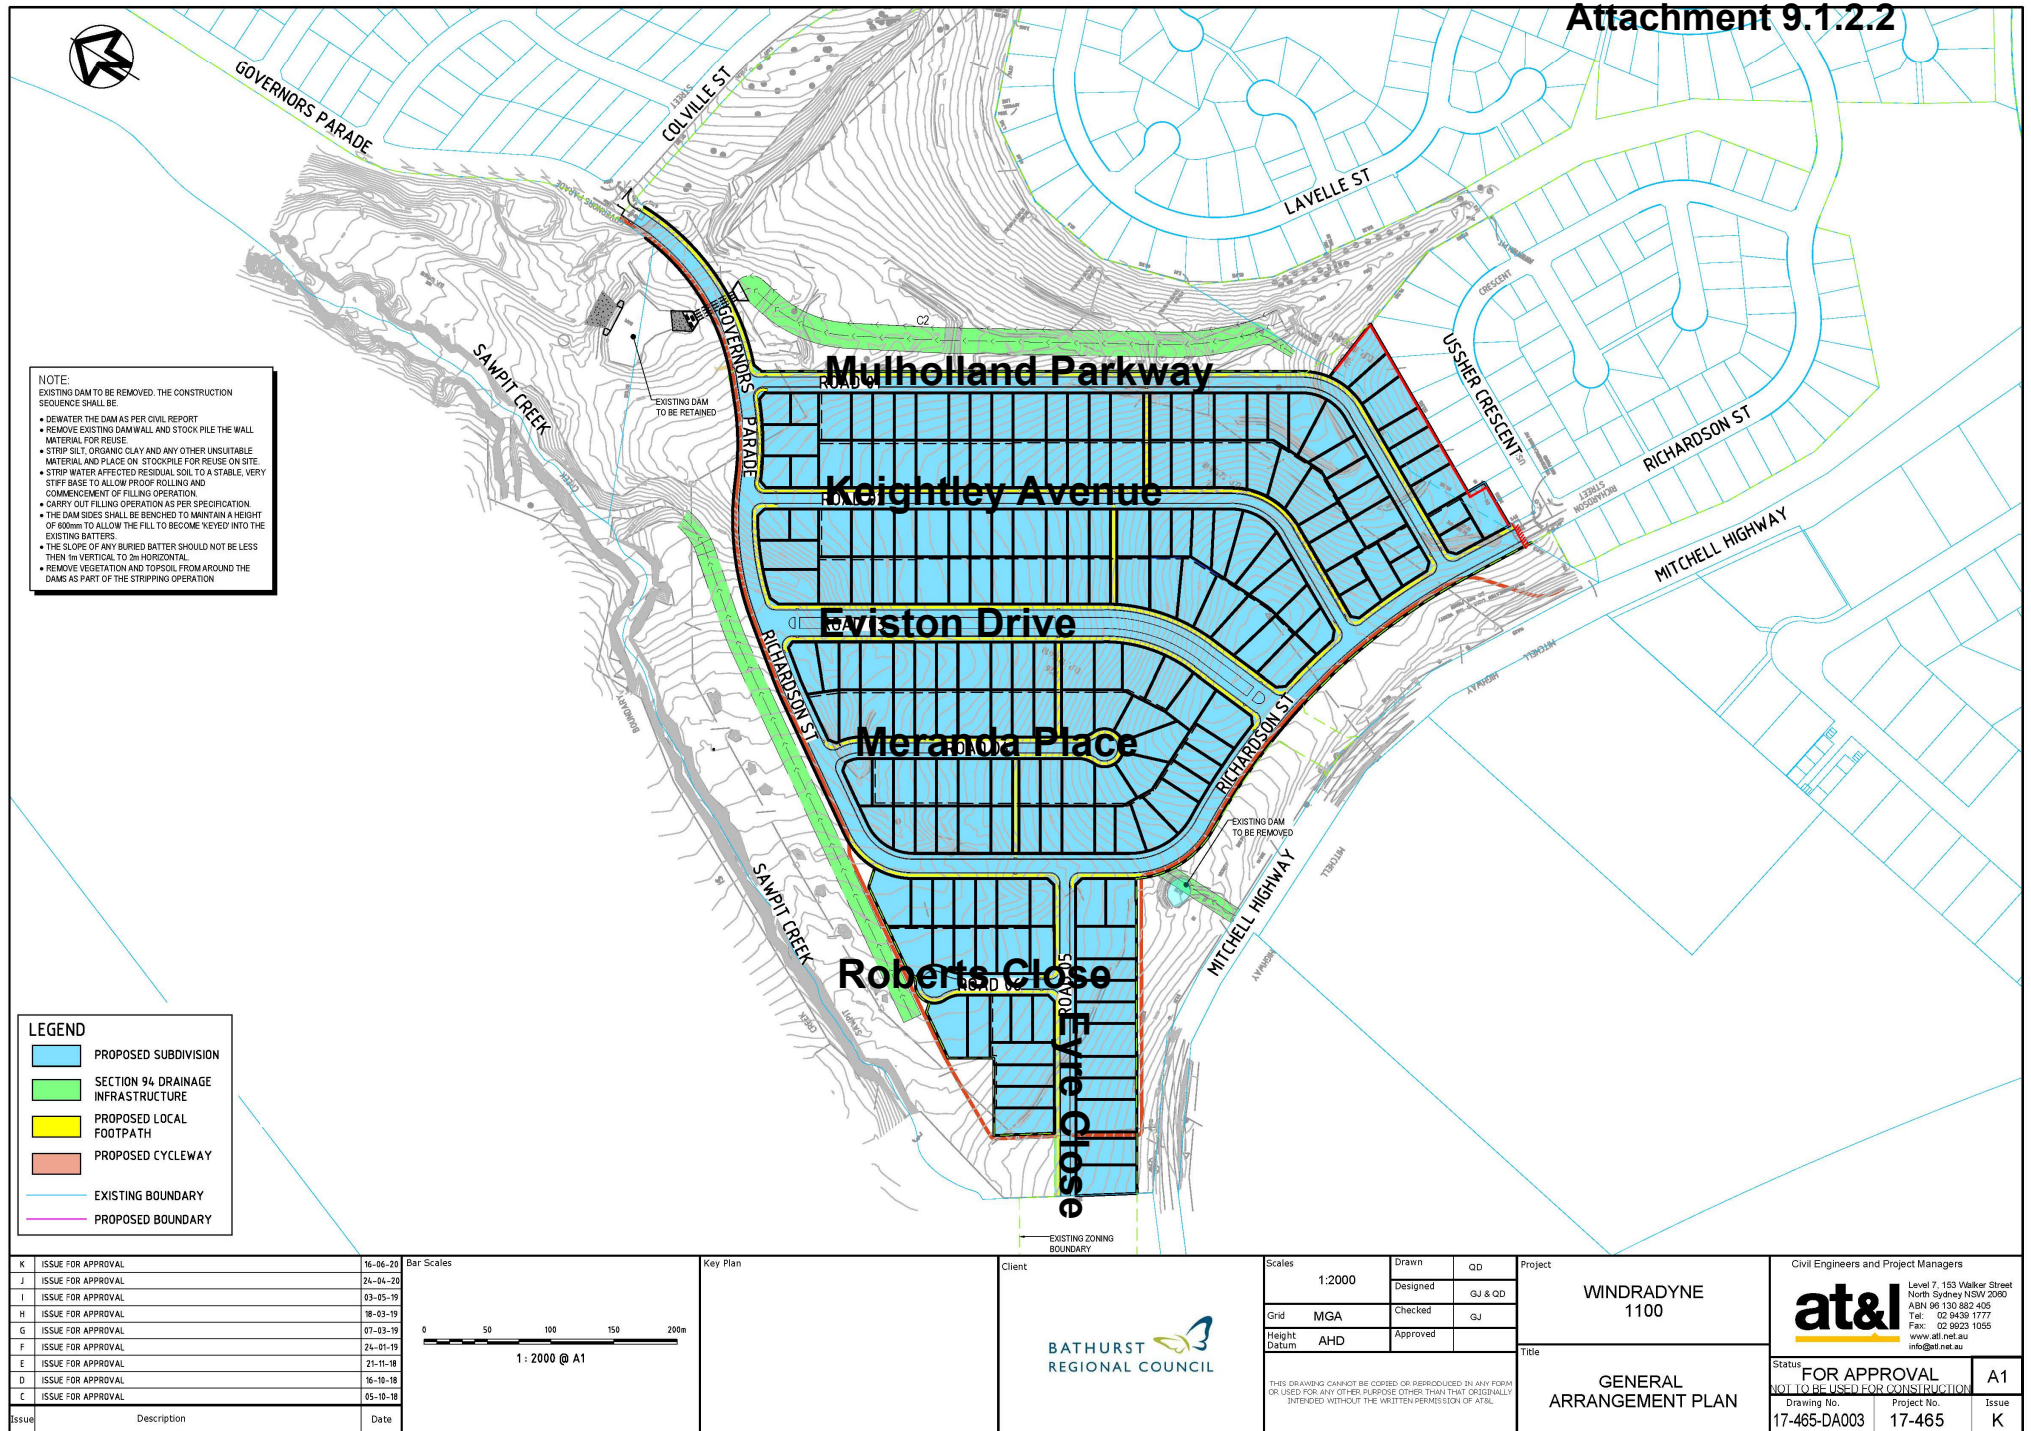 Attachment 9.1.2.2
GOVERNORS PARADE
COLVILLE ST
STREET
GOVERNORS PARADE
LAVELLE ST
CRESCENT
USSHER CRESCENT
RICHARDSON ST
RICHARDSON
STREET
MITCHELL HIGHWAY
MITCHELL
HIGHWAY
C2
GOVERNORS
PARADE
Mulholland Parkway
EXISTING DAM
TO BE RETAINED
SAWPIT CREEK
CREEK
BOUNDARY
Keightley Avenue
Eviston Drive
RICHARDSON ST
Meranda Place
RICHARDSON ST
EXISTING DAM
TO BE REMOVED
MITCHELL
MITCHELL HIGHWAY
HIGHWAY
SAWPIT CREEK
SAWPIT
CREEK
Roberts Close
ROAD 06
ROAD 05
Eyre Close
EXISTING ZONING
BOUNDARY
NOTE:
EXISTING DAM TO BE REMOVED. THE CONSTRUCTION
SEQUENCE SHALL BE.
• DEWATER THE DAM AS PER CIVIL REPORT
• REMOVE EXISTING DAM WALL AND STOCK PILE THE WALL
MATERIAL FOR REUSE.
• STRIP SILT, ORGANIC CLAY AND ANY OTHER UNSUITABLE
MATERIAL AND PLACE ON STOCKPILE FOR REUSE ON SITE.
• STRIP WATER AFFECTED RESIDUAL SOIL TO A STABLE, VERY
STIFF BASE TO ALLOW PROOF ROLLING AND
COMMENCEMENT OF FILLING OPERATION.
• CARRY OUT FILLING OPERATION AS PER SPECIFICATION.
• THE DAM SIDES SHALL BE BENCHED TO MAINTAIN A HEIGHT
OF 600mm TO ALLOW THE FILL TO BECOME 'KEYED' INTO THE
EXISTING BATTERS.
• THE SLOPE OF ANY BURIED BATTER SHOULD NOT BE LESS
THEN 1m VERTICAL TO 2m HORIZONTAL.
• REMOVE VEGETATION AND TOPSOIL FROM AROUND THE
DAMS AS PART OF THE STRIPPING OPERATION
LEGEND
PROPOSED SUBDIVISION
SECTION 94 DRAINAGE
INFRASTRUCTURE
PROPOSED LOCAL
FOOTPATH
PROPOSED CYCLEWAY
EXISTING BOUNDARY
PROPOSED BOUNDARY
K ISSUE FOR APPROVAL 16-06-20
J ISSUE FOR APPROVAL 24-04-20
I ISSUE FOR APPROVAL 03-05-19
H ISSUE FOR APPROVAL 18-03-19
G ISSUE FOR APPROVAL 07-03-19
F ISSUE FOR APPROVAL 24-01-19
E ISSUE FOR APPROVAL 21-11-18
D ISSUE FOR APPROVAL 16-10-18
C ISSUE FOR APPROVAL 05-10-18
Issue Description Date
Bar Scales
0 50 100 150 200m
1 : 2000 @ A1
Key Plan
Client
BATHURST
REGIONAL COUNCIL
Scales
1:2000
Grid MGA
Height
Datum AHD
Drawn QD
Designed GJ & QD
Checked GJ
Approved
THIS DRAWING CANNOT BE COPIED OR REPRODUCED IN ANY FORM
OR USED FOR ANY OTHER PURPOSE OTHER THAN THAT ORIGINALLY
INTENDED WITHOUT THE WRITTEN PERMISSION OF AT&L
Project
WINDRADYNE
1100
Title
GENERAL
ARRANGEMENT PLAN
Civil Engineers and Project Managers
at&l
Level 7, 153 Walker Street
North Sydney NSW 2060
ABN 96 130 882 405
Tel: 02 9439 1777
Fax: 02 9923 1055
www.atl.net.au
info@atl.net.au
Status
FOR APPROVAL
NOT TO BE USED FOR CONSTRUCTION
A1
Drawing No.
17-465-DA003
Project No.
17-465
Issue
K